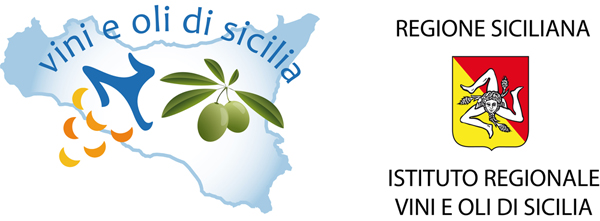 vini e oli di sicilia
REGIONE SICILIANA
ISTITUTO REGIONALE
VINI E OLI DI SICILIA